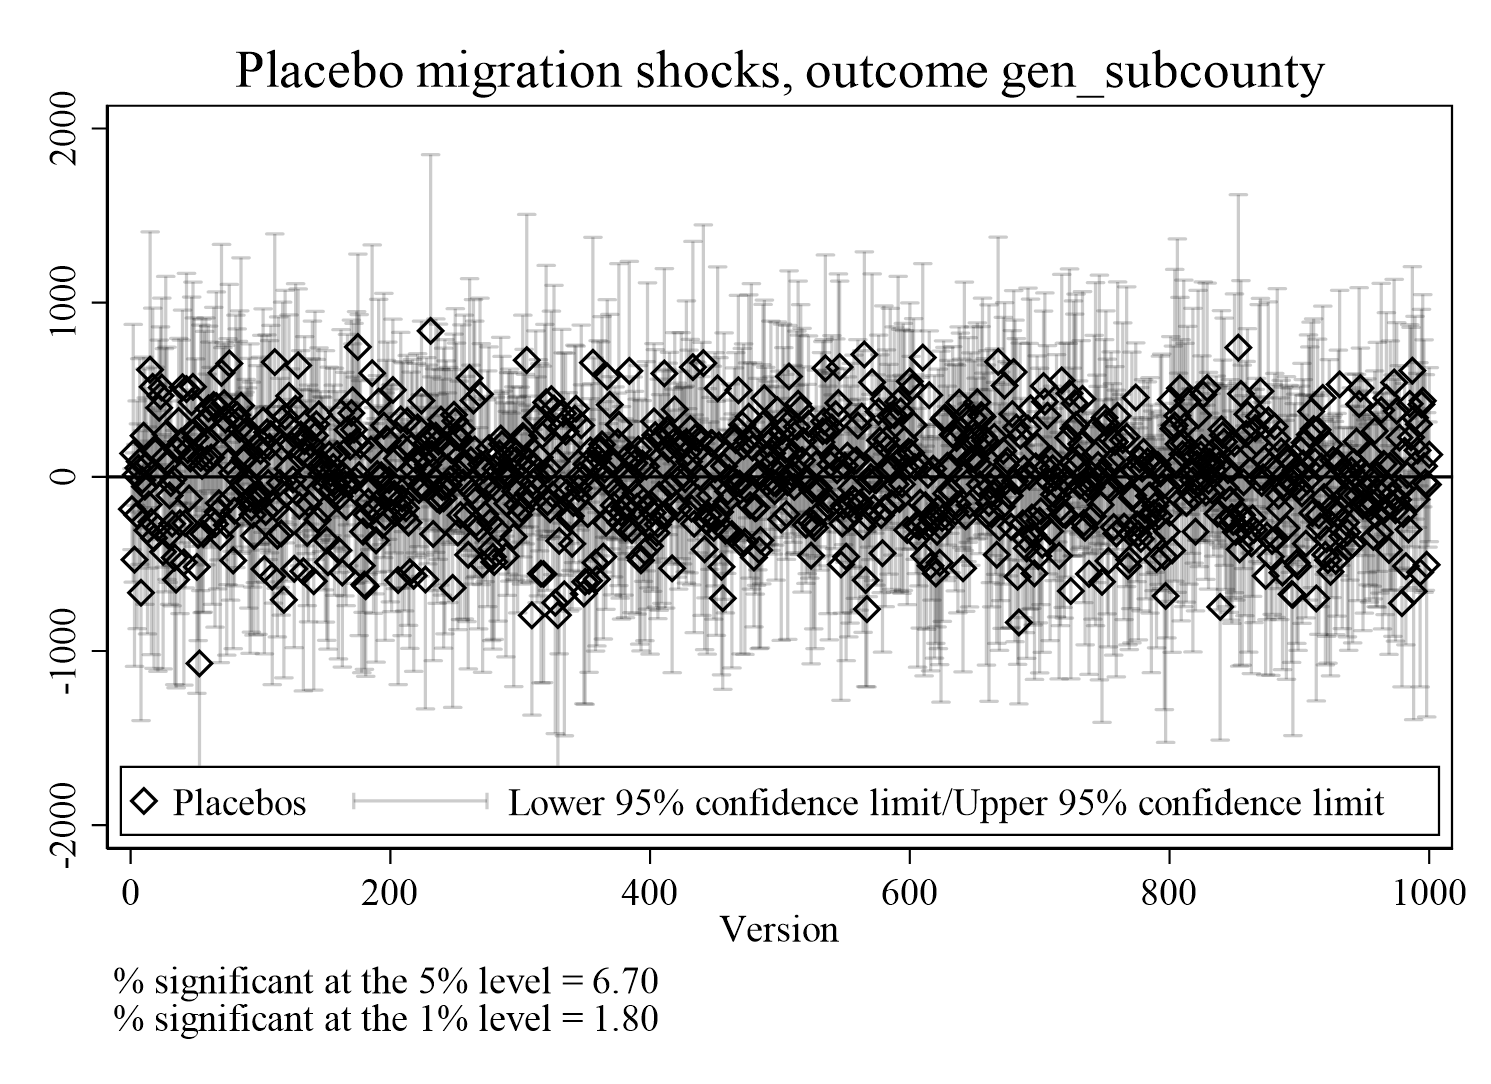 Placebo migration shocks, outcome gen_subcounty
2000
1000
0
-1000
-2000
Placebos Lower 95% confidence limit/Upper 95% confidence limit
0 200 400 600 800 1000
Version
% significant at the 5% level = 6.70
% significant at the 1% level = 1.80